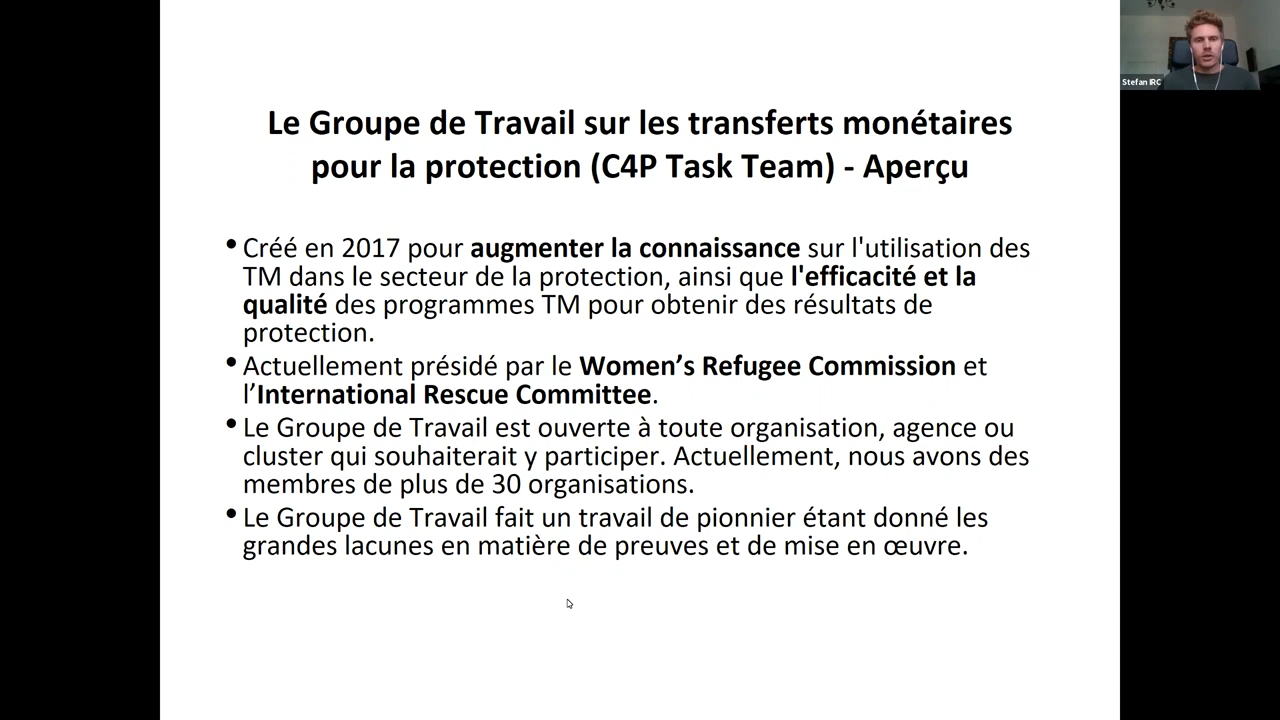 Le Groupe de Travail sur les transferts monétaires
pour la protection (C4P Task Team) - Aperçu
• Créé en 2017 pour augmenter la connaissance sur l'utilisation des
TM dans le secteur de la protection, ainsi que l'efficacité et la
qualité des programmes TM pour obtenir des résultats de
protection.
• Actuellement présidé par le Women’s Refugee Commission et
l’International Rescue Committee.
• Le Groupe de Travail est ouverte à toute organisation, agence ou
cluster qui souhaiterait y participer. Actuellement, nous avons des
membres de plus de 30 organisations.
• Le Groupe de Travail fait un travail de pionnier étant donné les
grandes lacunes en matière de preuves et de mise en œuvre.
Stefan IRC